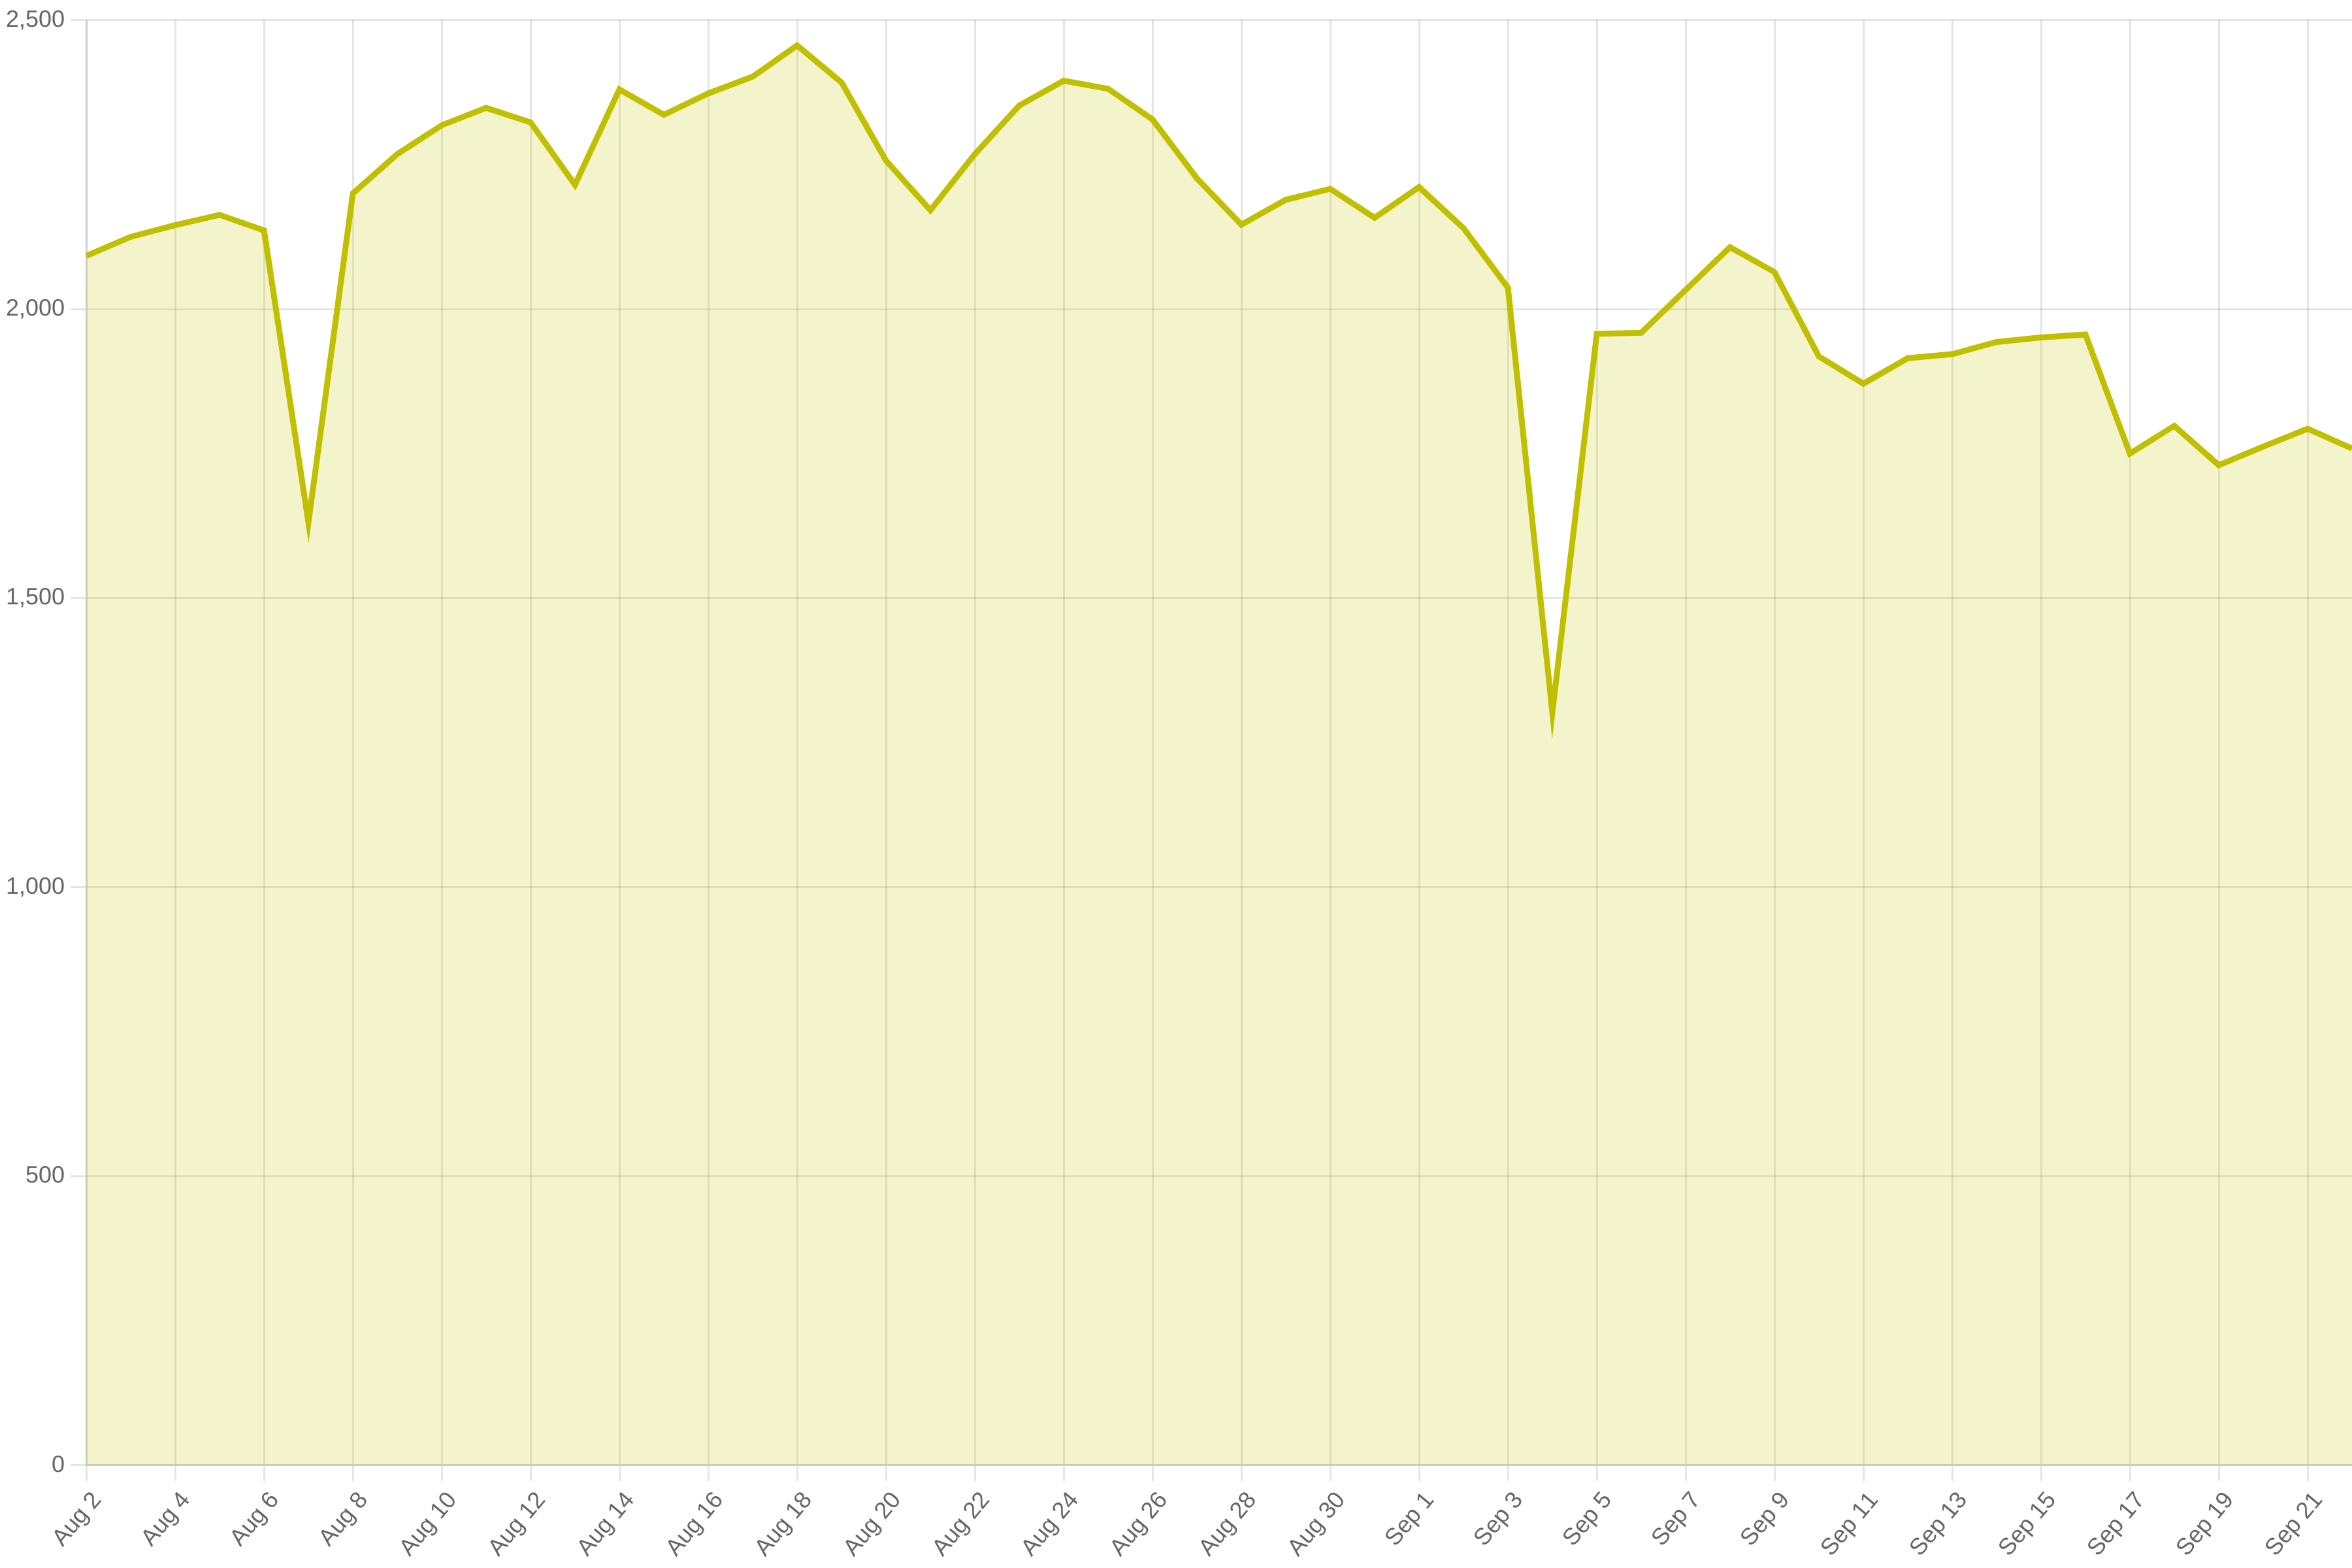 2,500
2,000
1,500
1,000
500
0
Aug 2
Aug 4
Aug 6
Aug 8
Aug 10
Aug 12
Aug 14
Aug 16
Aug 18
Aug 20
Aug 22
Aug 24
Aug 26
Aug 28
Aug 30
Sep 1
Sep 3
Sep 5
Sep 7
Sep 9
Sep 11
Sep 13
Sep 15
Sep 17
Sep 19
Sep 21